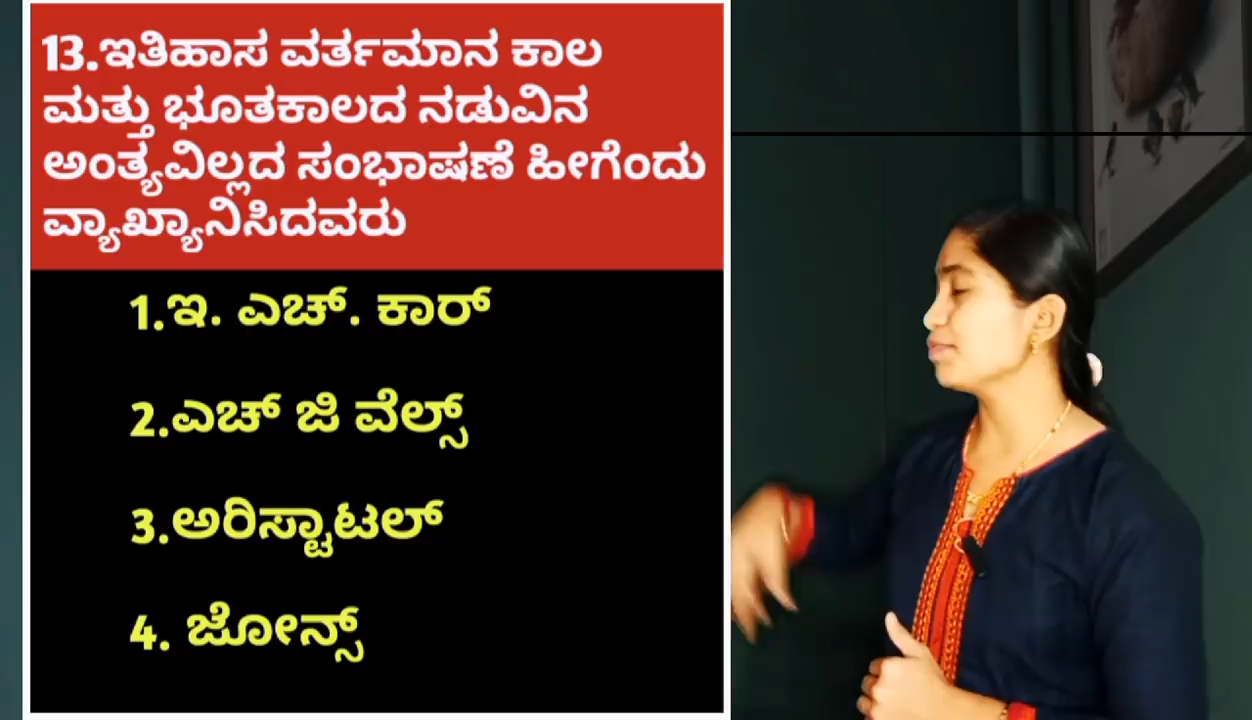 13.ಇತಿಹಾಸ ವರ್ತಮಾನ ಕಾಲ
ಮತ್ತು ಭೂತಕಾಲದ ನಡುವಿನ
ಅಂತ್ಯವಿಲ್ಲದ ಸಂಭಾಷಣೆ ಹೀಗೆಂದು
ವ್ಯಾಖ್ಯಾನಿಸಿದವರು
1.ಇ. ಎಚ್. ಕಾರ್
2.ಎಚ್ ಜಿ ವೆಲ್ಸ್
3.ಅರಿಸ್ಟಾಟಲ್
4. ಜೋನ್ಸ್